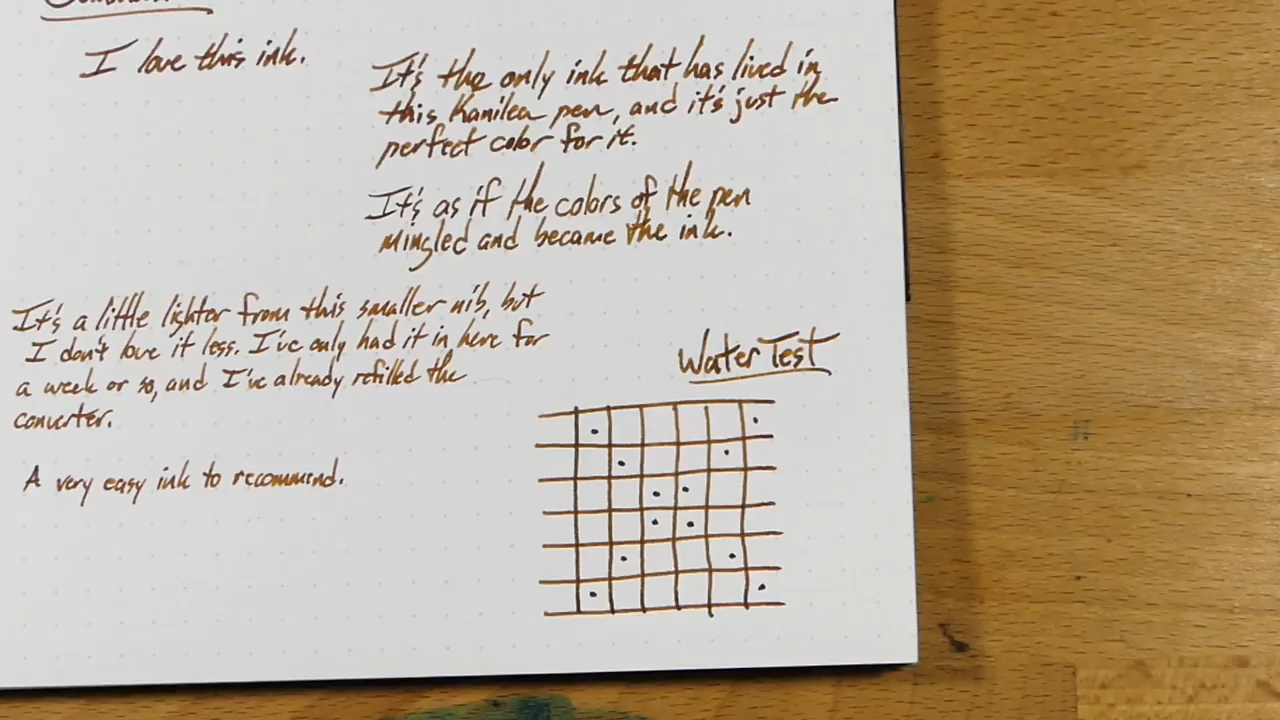 I love this ink.
It's the only ink that has lived in
this Kanilea pen, and it's just the
perfect color for it.
It's as if the colors of the pen
mingled and became the ink.
It's a little lighter from this smaller nib, but
I don't love it less. I've only had it in here for
a week or so, and I've already refilled the
converter.
A very easy ink to recommend.
Water Test